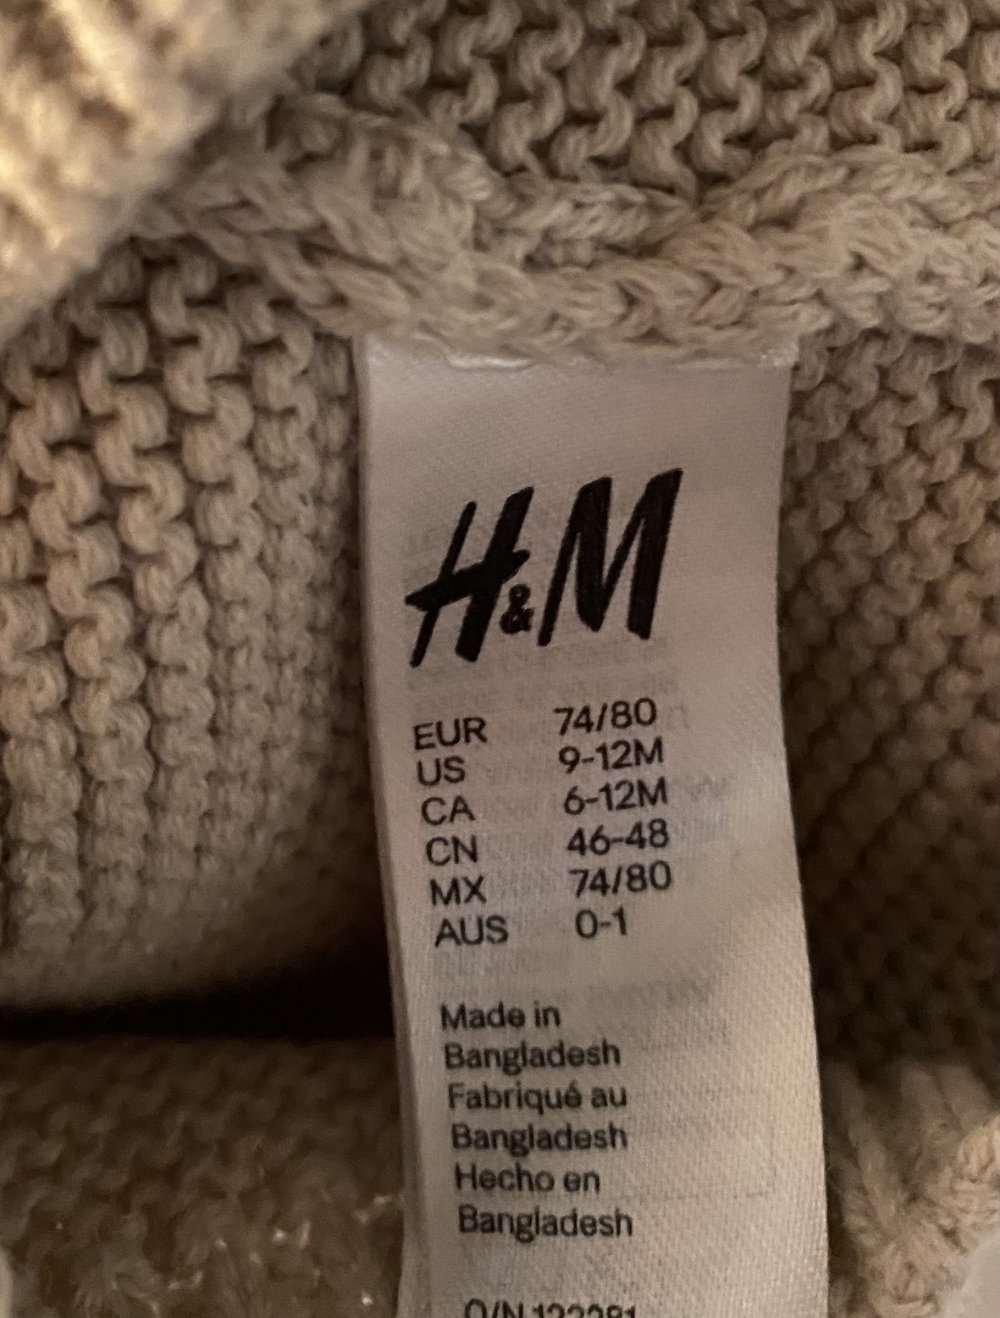 H&M
EUR 74/80
US 9-12M
CA 6-12M
CN 46-48
MX 74/80
AUS 0-1
Made in
Bangladesh
Fabriqué au
Bangladesh
Hecho en
Bangladesh
O/N